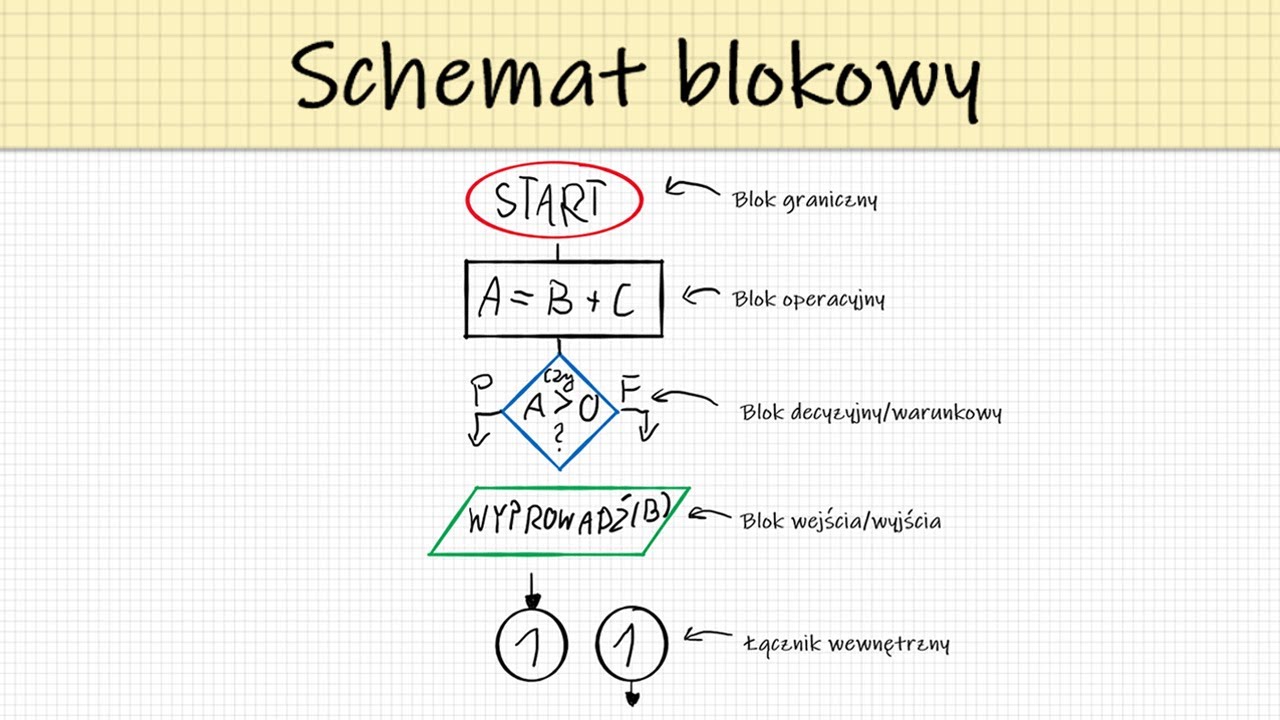 Schemat blokowy
START
Blok graniczny
A = B + C
Blok operacyjny
P
czy
A > 0
?
F
Blok decyzyjny/warunkowy
WYPROWADŹ(B)
Blok wejścia/wyjścia
1
1
Łącznik wewnętrzny